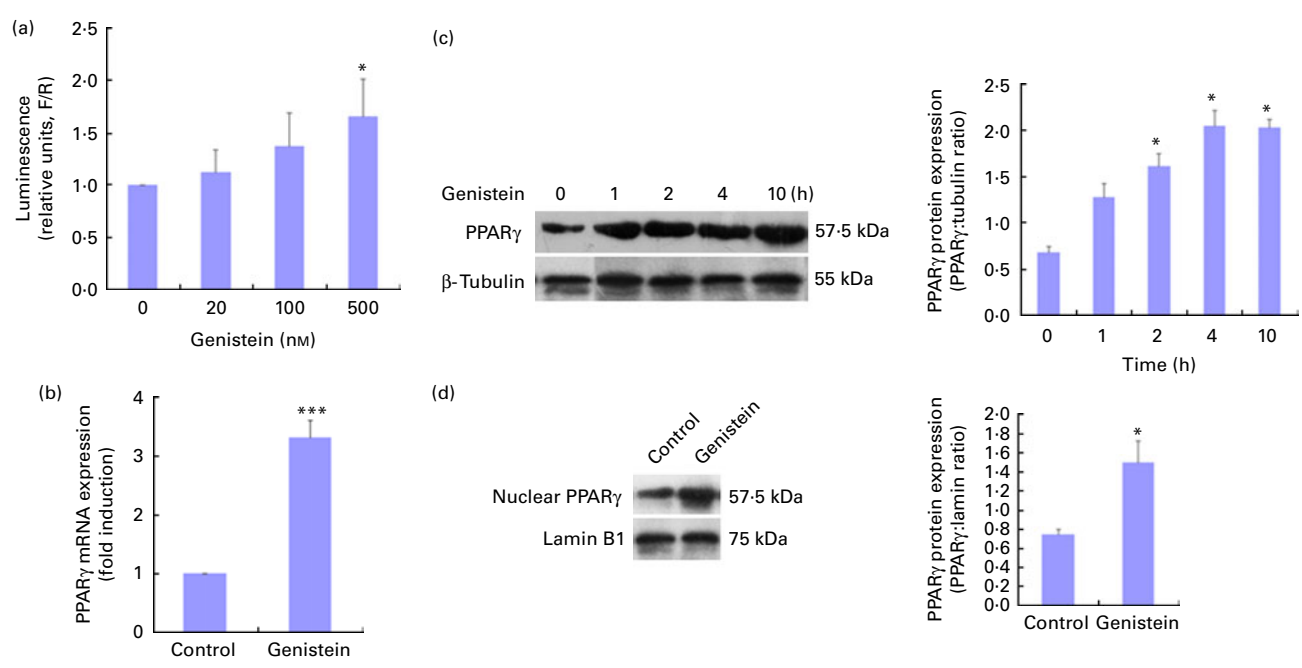 (a)
2·5
2·0
1·5
1·0
0·5
0·0
Luminescence
(relative units, F/R)
*
0 20 100 500
Genistein (nM)
(b)
4
3
2
1
0
PPARγ mRNA expression
(fold induction)
***
Control Genistein
(c)
Genistein 0 1 2 4 10 (h)
PPARγ 57·5 kDa
β-Tubulin 55 kDa
2·5
2·0
1·5
1·0
0·5
0·0
PPARγ protein expression
(PPARγ:tubulin ratio)
* * *
0 1 2 4 10
Time (h)
(d)
Control Genistein
Nuclear PPARγ 57·5 kDa
Lamin B1 75 kDa
2·0
1·8
1·6
1·4
1·2
1·0
0·8
0·6
0·4
0·2
0·0
PPARγ protein expression
(PPARγ:lamin ratio)
*
Control Genistein